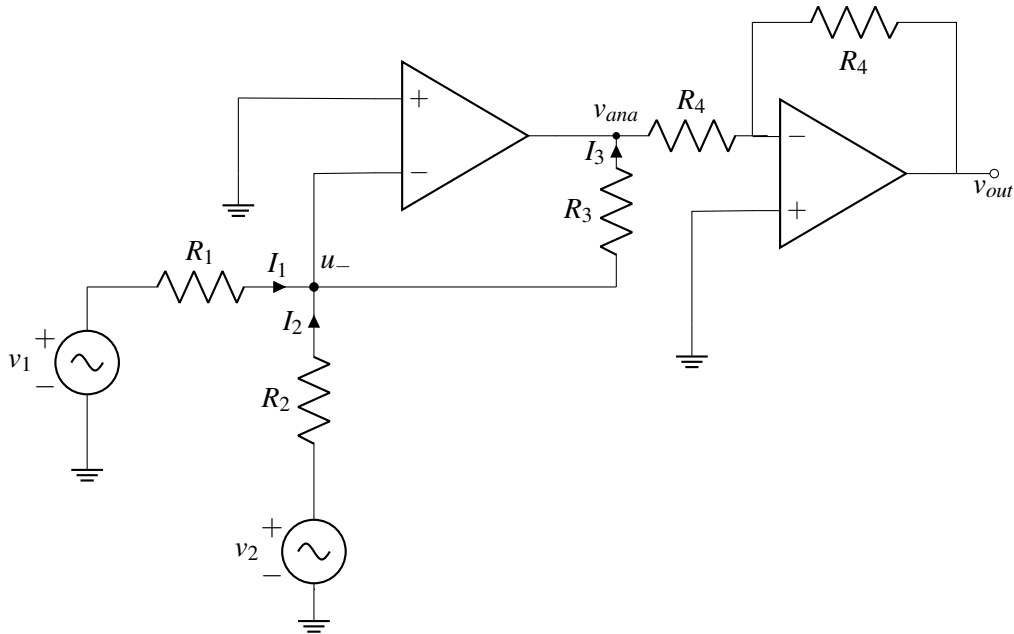 R4
+
vana
R4
I3
−
−
R3
vout
+
R1
I1
u−
I2
+
v1
−
R2
+
v2
−